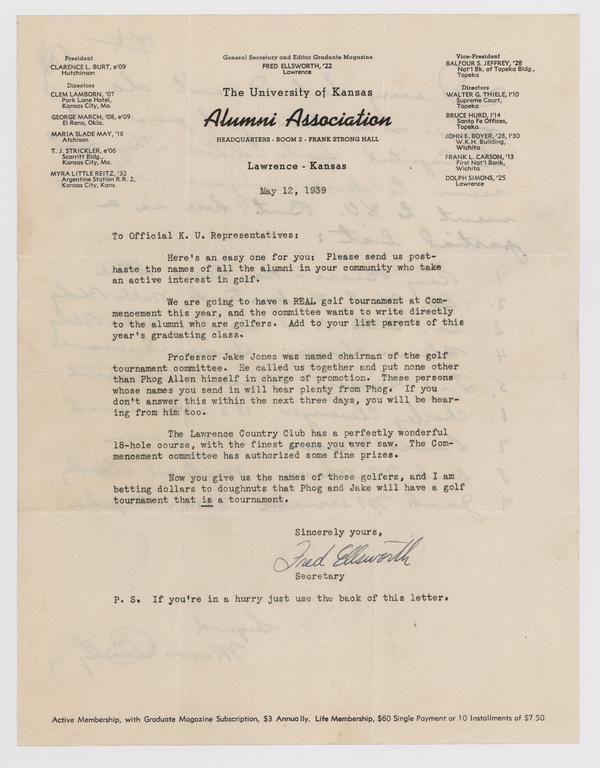 General Secretary and Editor Graduate Magazine
FRED ELLSWORTH, '22
Lawrence
The University of Kansas
Alumni Association
HEADQUARTERS - ROOM 2 - FRANK STRONG HALL
Lawrence - Kansas
President
CLARENCE L. BURT, e'09
Hutchinson
Directors
CLEM LAMBORN, '07
Park Lane Hotel,
Kansas City, Mo.
GEORGE MARCH, '08, e'09
El Reno, Okla.
MARIA SLADE MAY, '16
Atchison
T. J. STRICKLER, e'06
Scarritt Bldg.,
Kansas City, Mo.
MYRA LITTLE REITZ, '32
Argentine Station R.R. 2,
Kansas City, Kans.
Vice-President
BALFOUR S. JEFFREY, '28
Nat'l Bk. of Topeka Bldg.,
Topeka
Directors
WALTER G. THIELE, l'10
Supreme Court,
Topeka
BRUCE HURD, l'14
Santa Fe Offices,
Topeka
JOHN E. BOYER, '28, l'30
W.K.H. Building,
Wichita
FRANK L. CARSON, '13
First Nat'l Bank,
Wichita
DOLPH SIMONS, '25
Lawrence
May 12, 1939
To Official K. U. Representatives:
Here's an easy one for you: Please send us post-
haste the names of all the alumni in your community who take
an active interest in golf.
We are going to have a REAL golf tournament at Com-
mencement this year, and the committee wants to write directly
to the alumni who are golfers. Add to your list parents of this
year's graduating class.
Professor Jake Jones was named chairman of the golf
tournament committee. He called us together and put none other
than Phog Allen himself in charge of promotion. These persons
whose names you send in will hear plenty from Phog. If you
don't answer this within the next three days, you will be hear-
ing from him too.
The Lawrence Country Club has a perfectly wonderful
18-hole course, with the finest greens you ever saw. The Com-
mencement committee has authorized some fine prizes.
Now you give us the names of these golfers, and I am
betting dollars to doughnuts that Phog and Jake will have a golf
tournament that is a tournament.
Sincerely yours,
Fred Ellsworth
Secretary
P. S. If you're in a hurry just use the back of this letter.
Active Membership, with Graduate Magazine Subscription, $3 Annually. Life Membership, $60 Single Payment or 10 Installments of $7.50